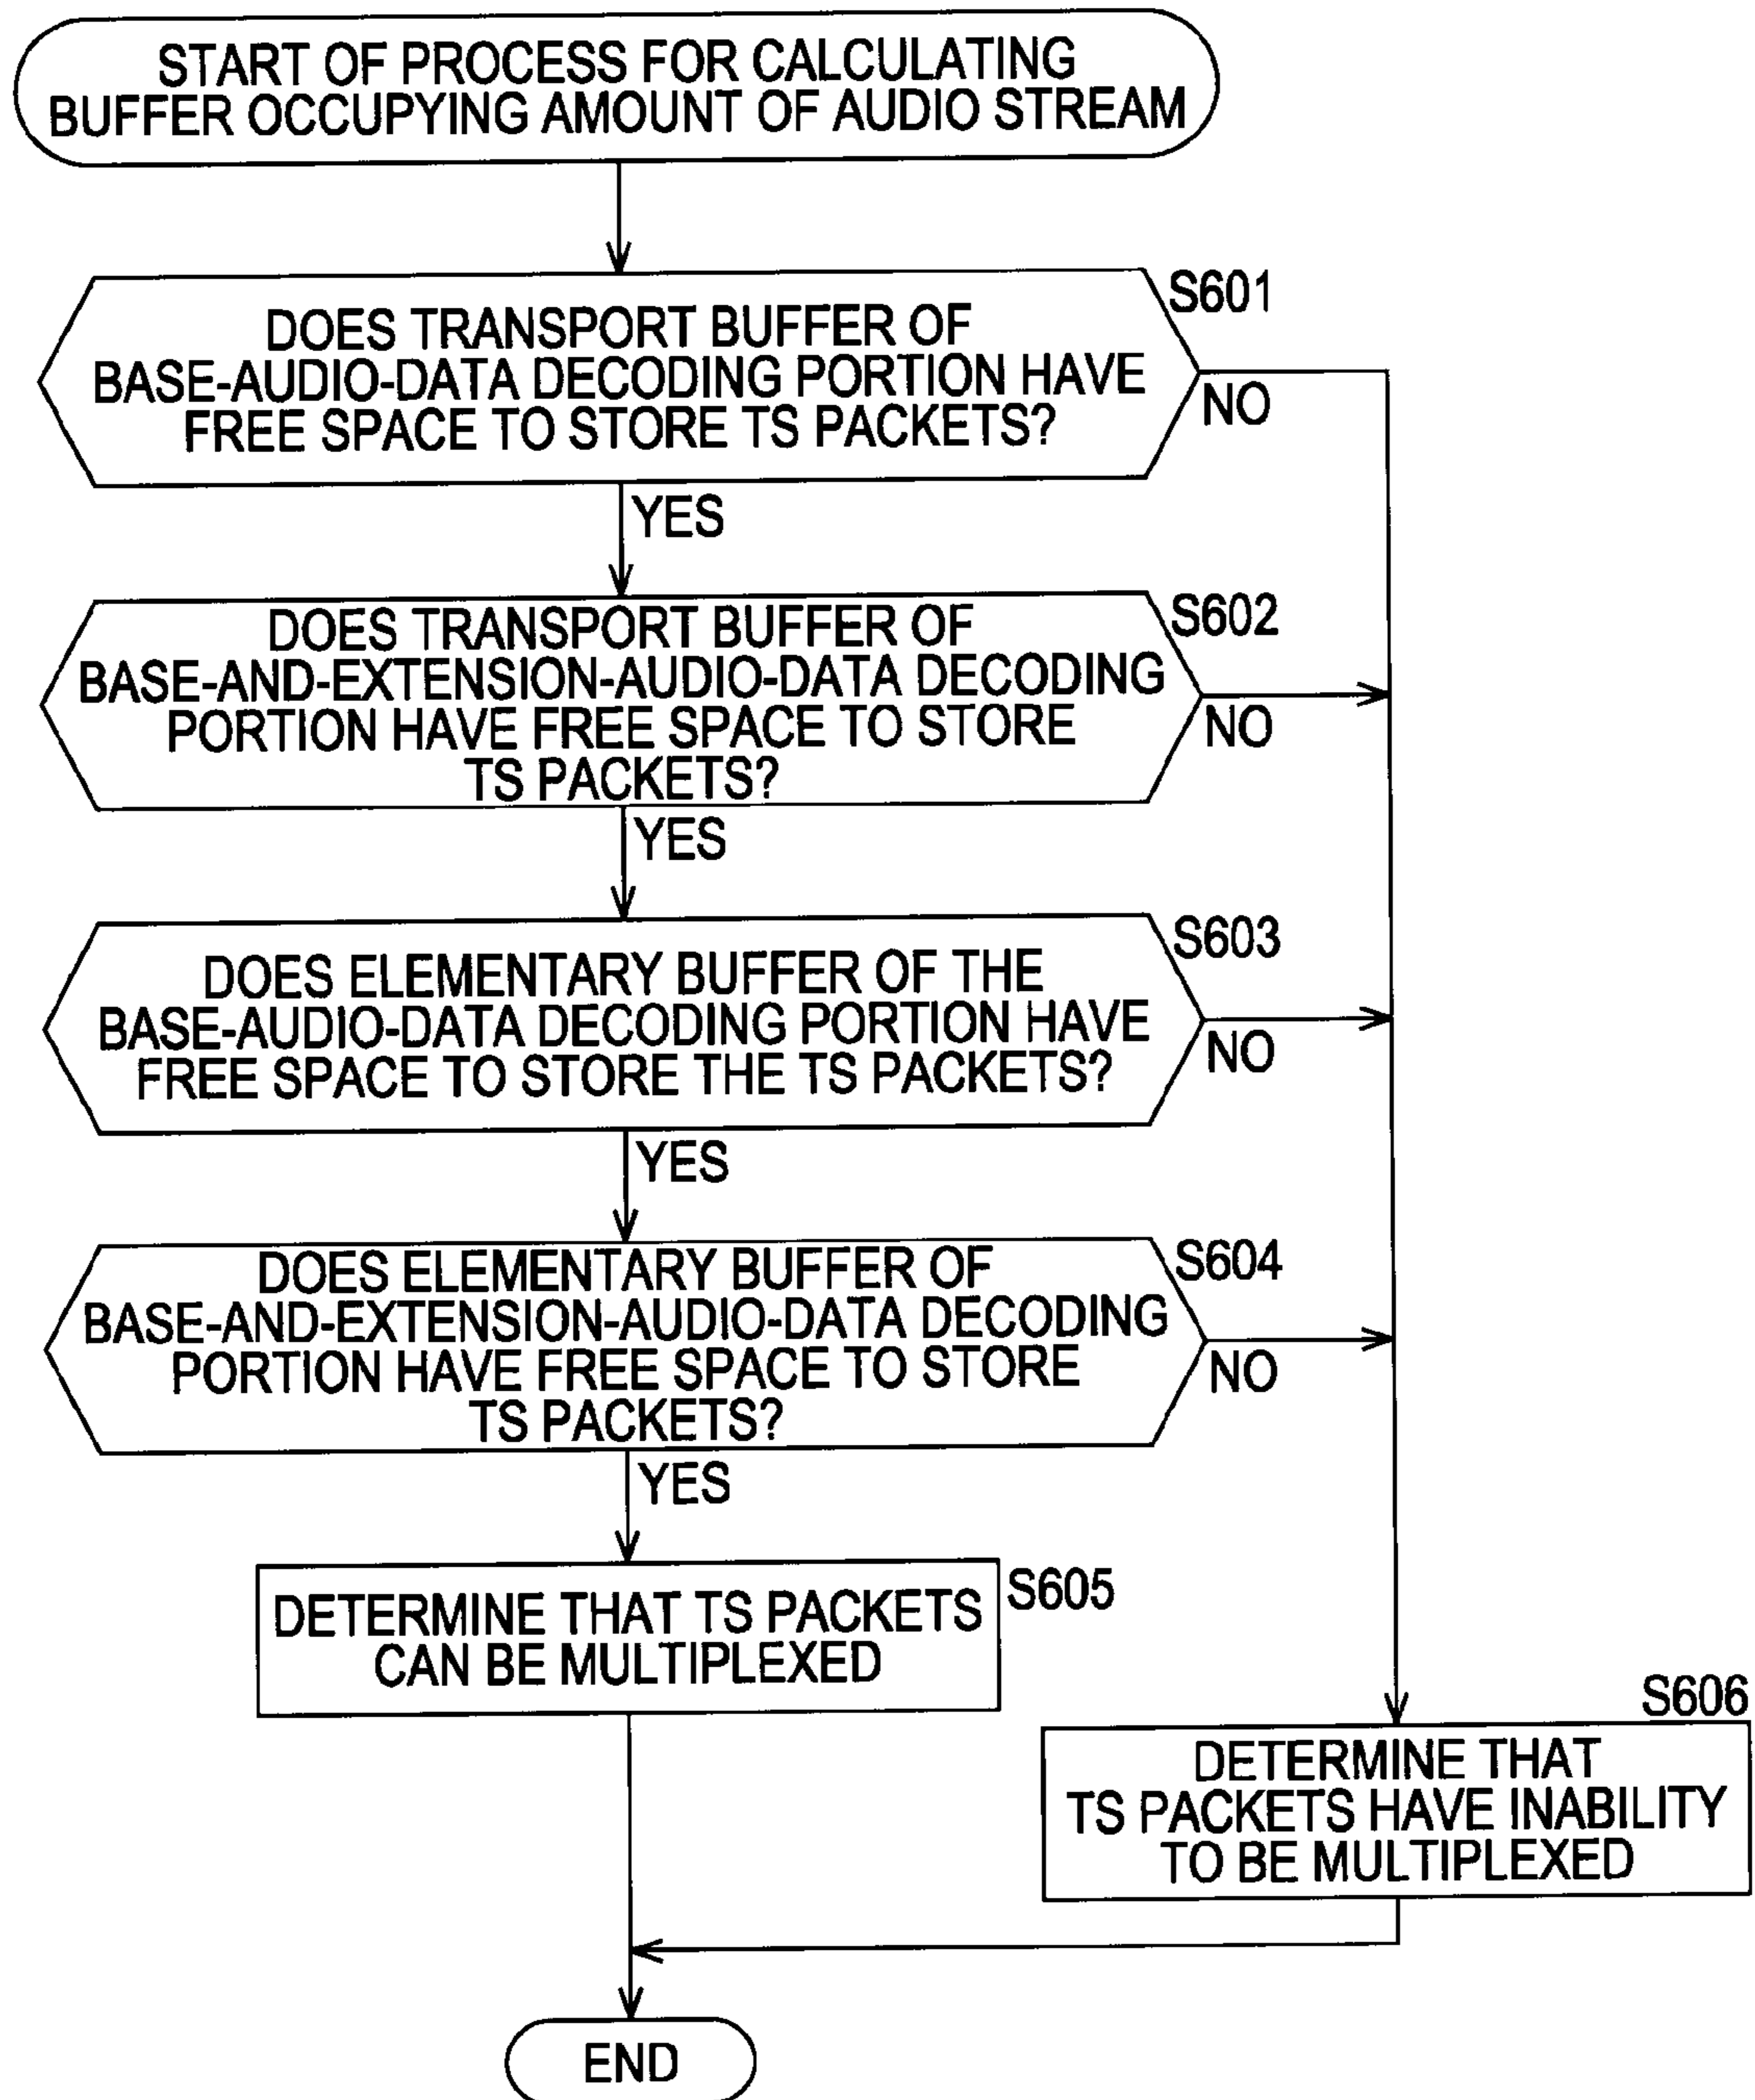 START OF PROCESS FOR CALCULATING
BUFFER OCCUPYING AMOUNT OF AUDIO STREAM
S601
DOES TRANSPORT BUFFER OF
BASE-AUDIO-DATA DECODING PORTION HAVE
FREE SPACE TO STORE TS PACKETS?
NO
YES
S602
DOES TRANSPORT BUFFER OF
BASE-AND-EXTENSION-AUDIO-DATA DECODING
PORTION HAVE FREE SPACE TO STORE
TS PACKETS?
NO
YES
S603
DOES ELEMENTARY BUFFER OF THE
BASE-AUDIO-DATA DECODING PORTION HAVE
FREE SPACE TO STORE THE TS PACKETS?
NO
YES
S604
DOES ELEMENTARY BUFFER OF
BASE-AND-EXTENSION-AUDIO-DATA DECODING
PORTION HAVE FREE SPACE TO STORE
TS PACKETS?
NO
YES
S605
DETERMINE THAT TS PACKETS
CAN BE MULTIPLEXED
S606
DETERMINE THAT
TS PACKETS HAVE INABILITY
TO BE MULTIPLEXED
END